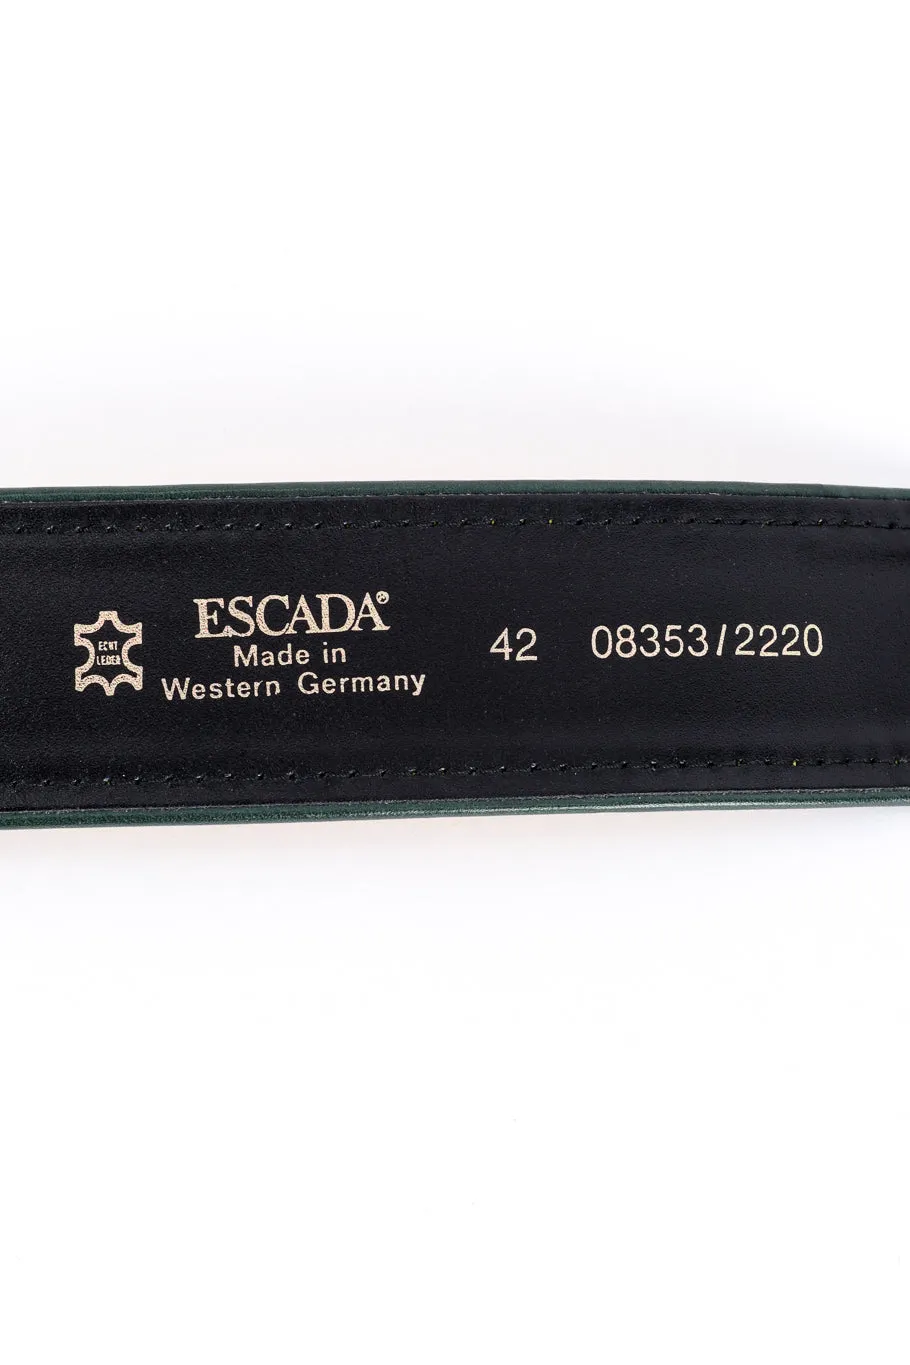 ECHT
LEDER
ESCADA®
Made in
Western Germany
42
08353/2220